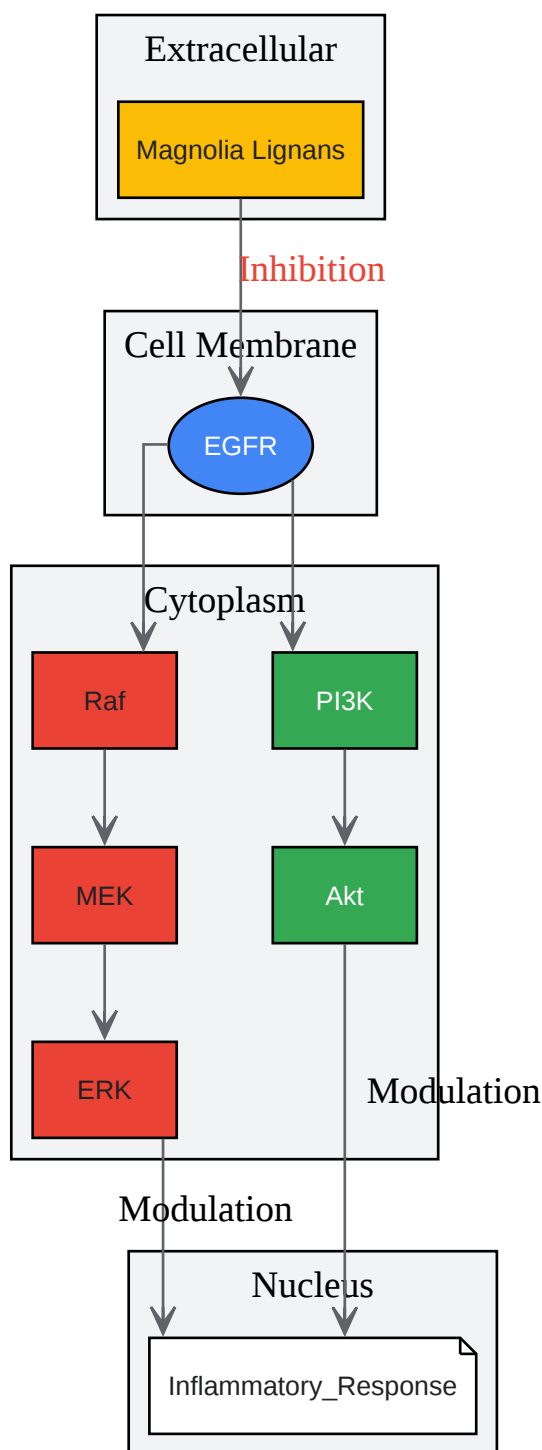 Extracellular
Magnolia Lignans
Inhibition
Cell Membrane
EGFR
Cytoplasm
Raf
PI3K
MEK
Akt
ERK
Modulation
Modulation
Nucleus
Inflammatory_Response